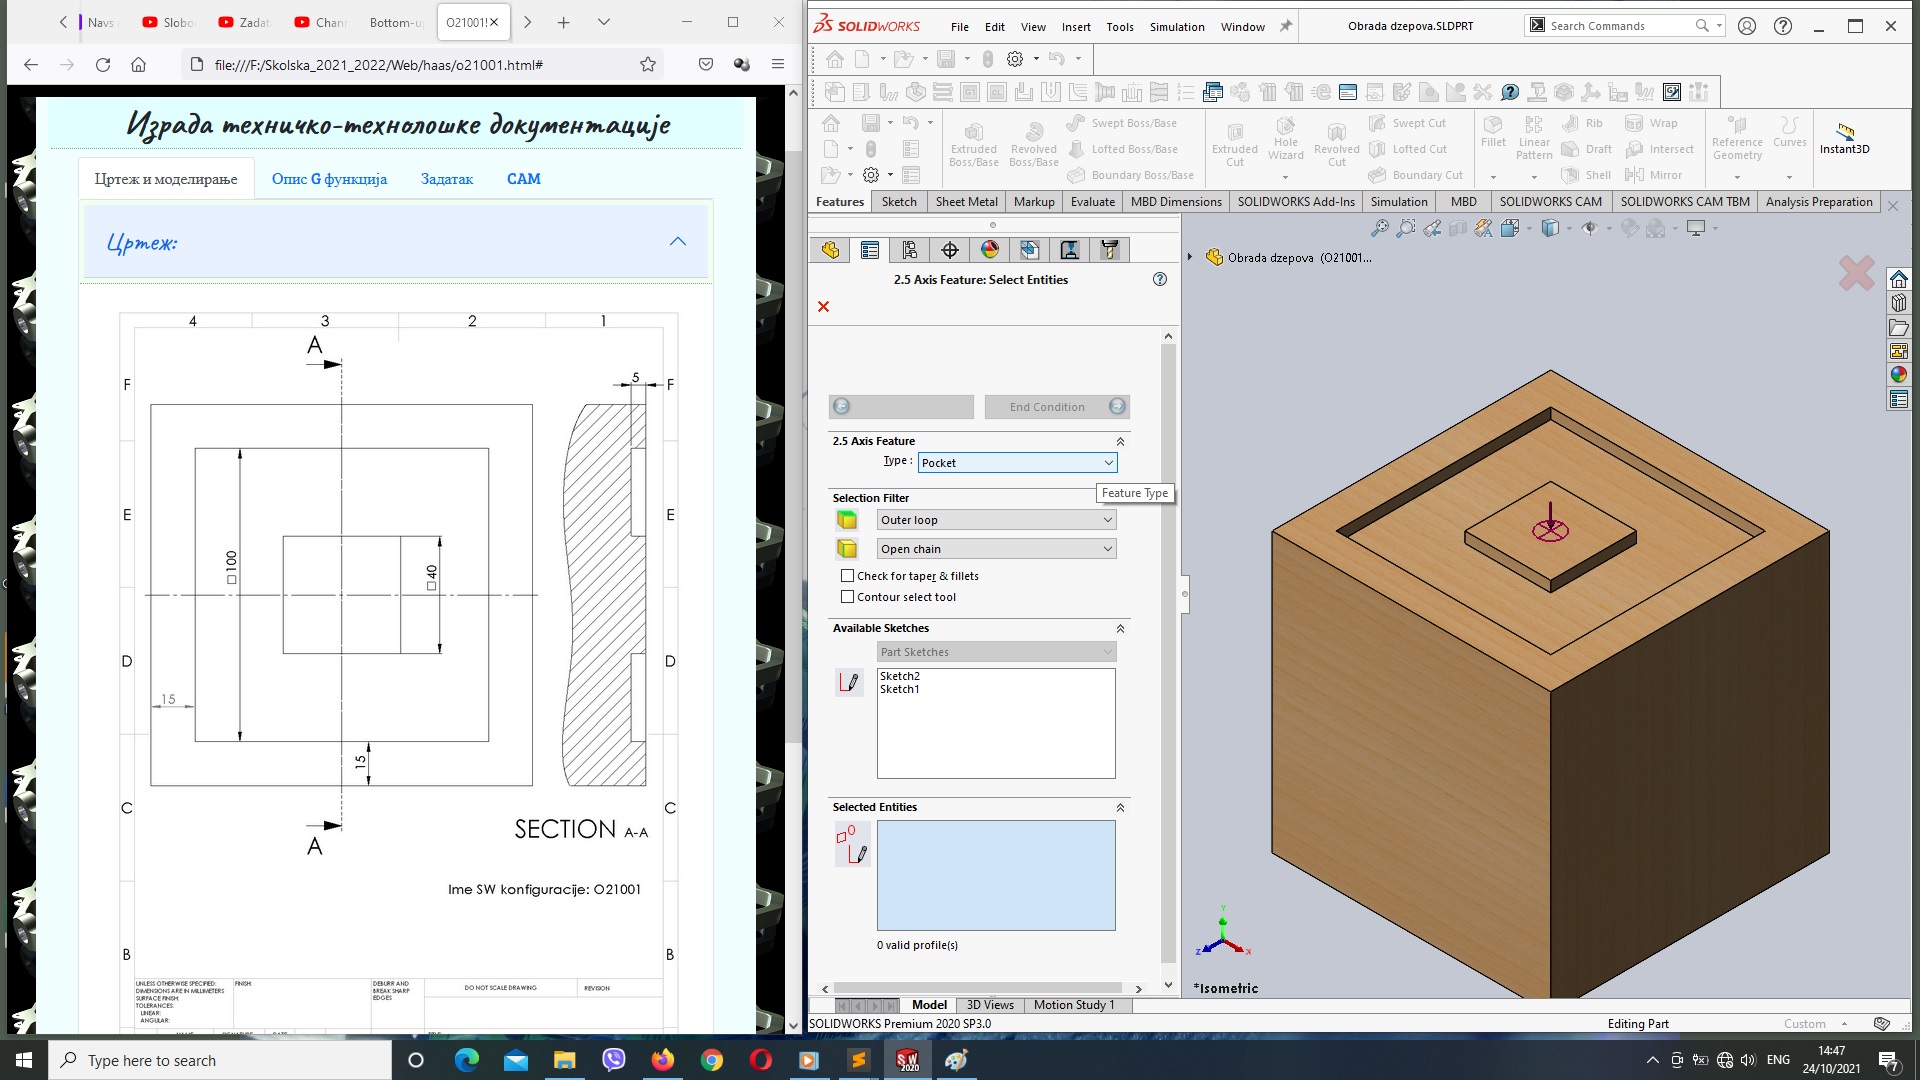 Navs
Slobo
Zadat
Chann
Bottom-u
O21001!
file:///F:/Skolska_2021_2022/Web/haas/o21001.html#
Израда техничко-технолошке документације
Цртеж и моделирање
Опис G функција
Задатак
CAM
Цртеж:
4 3 2 1
A
F 5 F
E E
□100
□40
D D
15
15
C C
A
SECTION A-A
Ime SW konfiguracije: O21001
B B
UNLESS OTHERWISE SPECIFIED:
DIMENSIONS ARE IN MILLIMETERS
SURFACE FINISH:
TOLERANCES:
LINEAR:
ANGULAR:
FINISH:
DEBURR AND
BREAK SHARP
EDGES
DO NOT SCALE DRAWING
REVISION
SOLIDWORKS
File Edit View Insert Tools Simulation Window
Obrada dzepova.SLDPRT
Search Commands
Extruded Boss/Base
Revolved Boss/Base
Swept Boss/Base
Lofted Boss/Base
Boundary Boss/Base
Extruded Cut
Hole Wizard
Revolved Cut
Swept Cut
Lofted Cut
Boundary Cut
Fillet
Linear Pattern
Rib
Draft
Shell
Wrap
Intersect
Mirror
Reference Geometry
Curves
Instant3D
Features Sketch Sheet Metal Markup Evaluate MBD Dimensions SOLIDWORKS Add-Ins Simulation MBD SOLIDWORKS CAM SOLIDWORKS CAM TBM Analysis Preparation
Obrada dzepova (O21001...
2.5 Axis Feature: Select Entities
End Condition
2.5 Axis Feature
Type : Pocket
Feature Type
Selection Filter
Outer loop
Open chain
Check for taper & fillets
Contour select tool
Available Sketches
Part Sketches
Sketch2
Sketch1
Selected Entities
0 valid profile(s)
Y
Z X
*Isometric
Model 3D Views Motion Study 1
SOLIDWORKS Premium 2020 SP3.0
Editing Part
Custom
Type here to search
SW 2020
ENG
14:47
24/10/2021
7